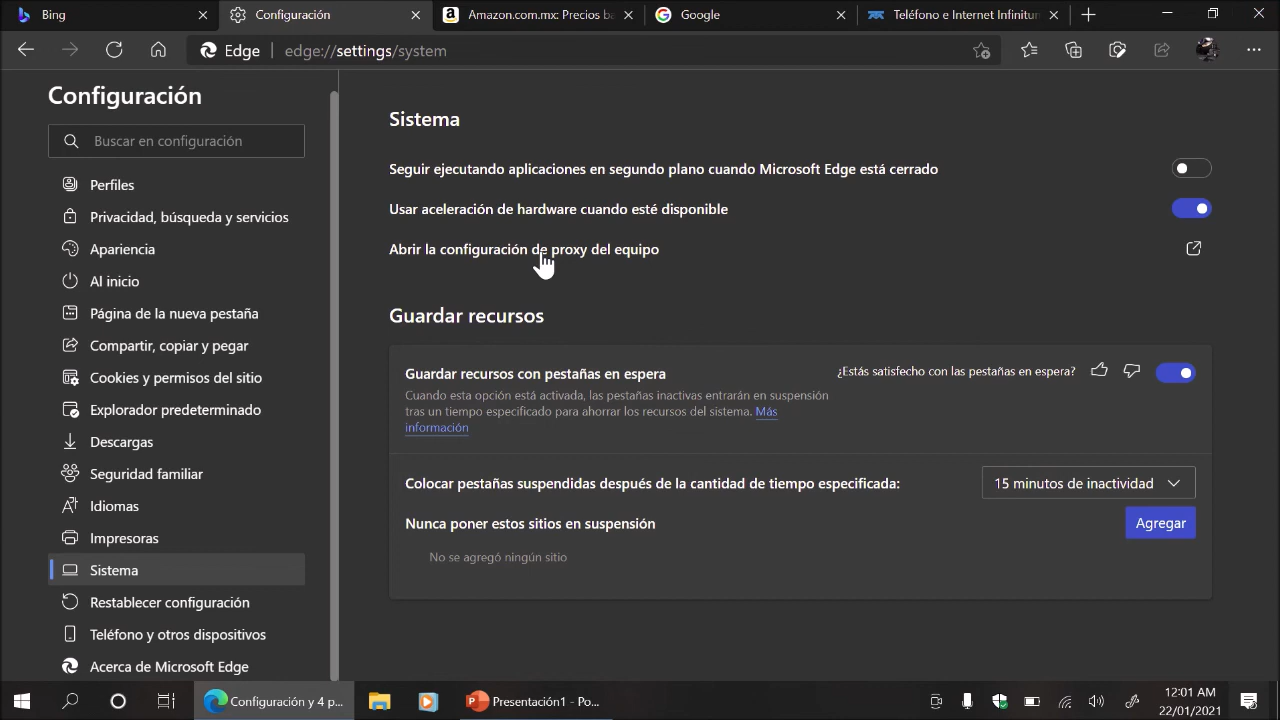 Bing
Configuración
Amazon.com.mx: Precios ba
Google
Teléfono e Internet Infinitum
Edge
edge://settings/system
Configuración
Buscar en configuración
Perfiles
Privacidad, búsqueda y servicios
Apariencia
Al inicio
Página de la nueva pestaña
Compartir, copiar y pegar
Cookies y permisos del sitio
Explorador predeterminado
Descargas
Seguridad familiar
Idiomas
Impresoras
Sistema
Restablecer configuración
Teléfono y otros dispositivos
Acerca de Microsoft Edge
Sistema
Seguir ejecutando aplicaciones en segundo plano cuando Microsoft Edge está cerrado
Usar aceleración de hardware cuando esté disponible
Abrir la configuración de proxy del equipo
Guardar recursos
Guardar recursos con pestañas en espera
¿Estás satisfecho con las pestañas en espera?
Cuando esta opción está activada, las pestañas inactivas entrarán en suspensión
tras un tiempo especificado para ahorrar los recursos del sistema. Más
información
Colocar pestañas suspendidas después de la cantidad de tiempo especificada:
15 minutos de inactividad
Nunca poner estos sitios en suspensión
Agregar
No se agregó ningún sitio
Configuración y 4 p...
Presentación1 - Po...
12:01 AM
22/01/2021